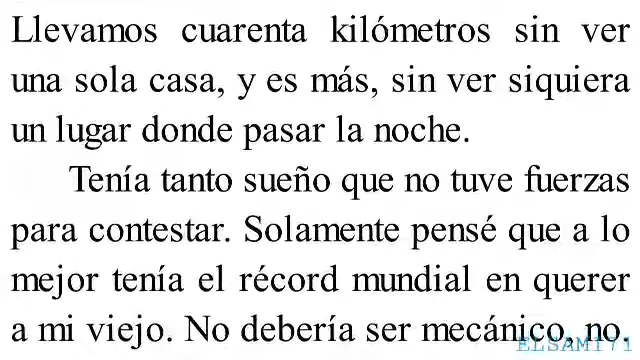 Llevamos cuarenta kilómetros sin ver
una sola casa, y es más, sin ver siquiera
un lugar donde pasar la noche.
Tenía tanto sueño que no tuve fuerzas
para contestar. Solamente pensé que a lo
mejor tenía el récord mundial en querer
a mi viejo. No debería ser mecánico, no.
ELSAM171